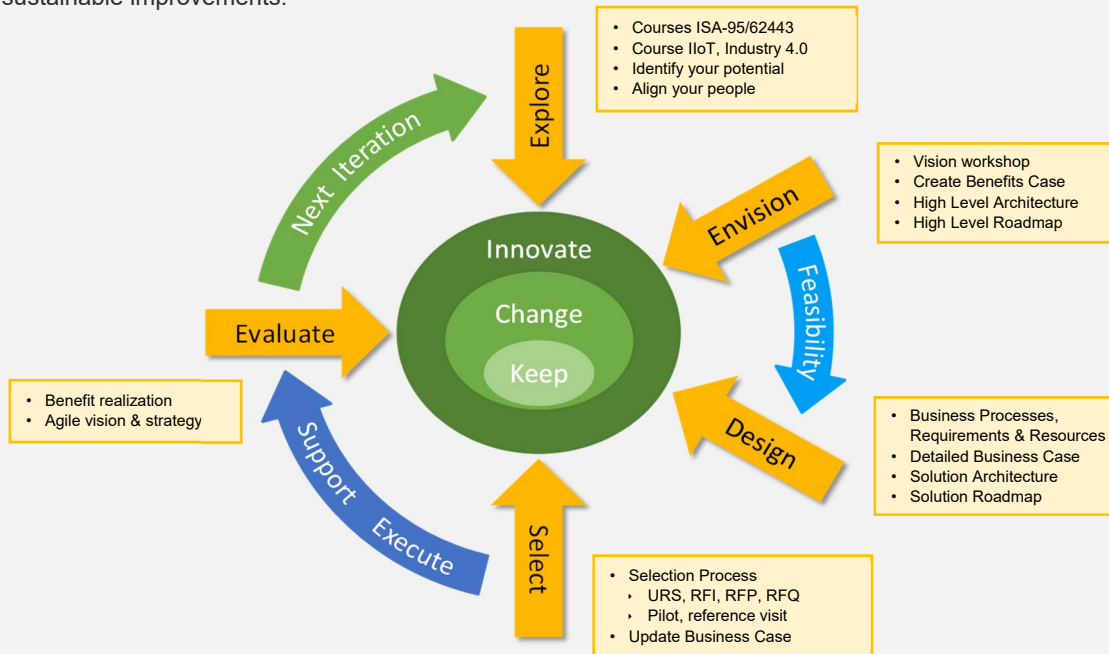 sustainable improvements.
Explore
• Courses ISA-95/62443
• Course IIoT, Industry 4.0
• Identify your potential
• Align your people
Next Iteration
Envision
• Vision workshop
• Create Benefits Case
• High Level Architecture
• High Level Roadmap
Innovate
Change
Keep
Feasibility
Evaluate
• Benefit realization
• Agile vision & strategy
Design
• Business Processes,
Requirements & Resources
• Detailed Business Case
• Solution Architecture
• Solution Roadmap
Support Execute
Select
• Selection Process
‣ URS, RFI, RFP, RFQ
‣ Pilot, reference visit
• Update Business Case